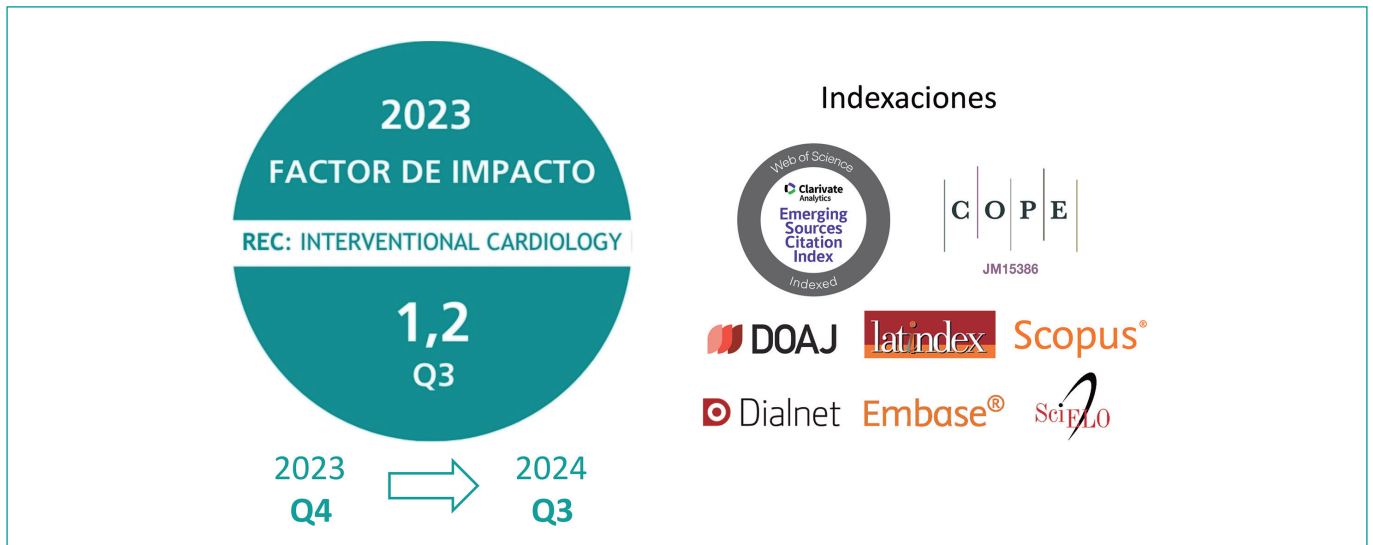 2023
FACTOR DE IMPACTO
REC: INTERVENTIONAL CARDIOLOGY
1,2
Q3
2023
Q4
2024
Q3
Indexaciones
Web of Science
Clarivate
Analytics
Emerging
Sources
Citation
Index
Indexed
C O P E
JM15386
DOAJ
latindex
Scopus®
Dialnet
Embase®
SciELO